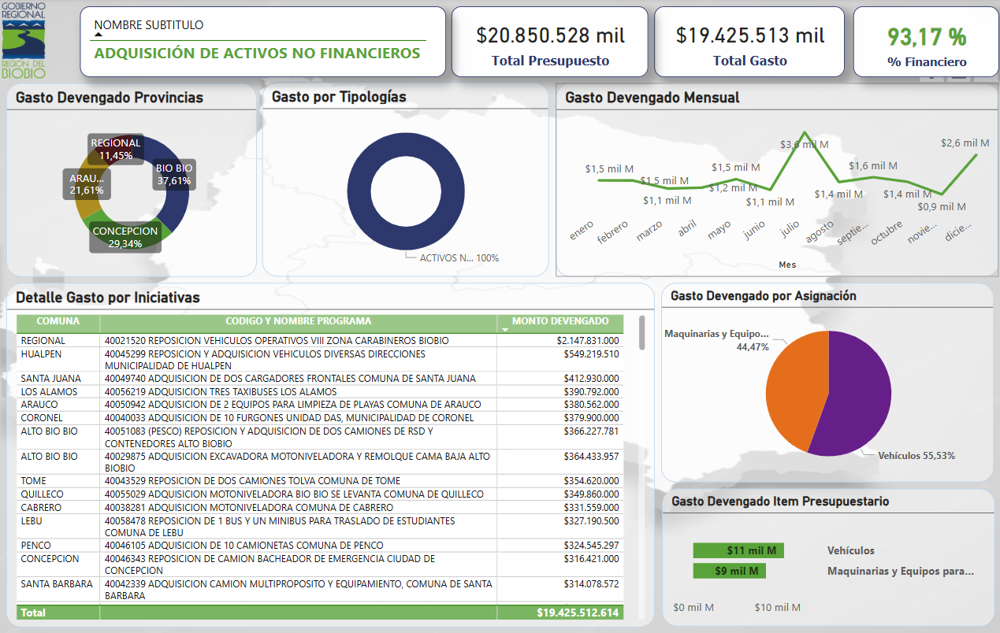 GOBIERNO
REGIONAL
REGION DEL
BIOBIO
NOMBRE SUBTITULO
ADQUISICIÓN DE ACTIVOS NO FINANCIEROS
$20.850.528 mil
Total Presupuesto
$19.425.513 mil
Total Gasto
93,17 %
% Financiero
Gasto Devengado Provincias
REGIONAL
11,45%
BIO BIO
37,61%
ARAU...
21,61%
CONCEPCION
29,34%
Gasto por Tipologías
ACTIVOS N... 100%
Gasto Devengado Mensual
$1,5 mil M
$1,5 mil M
$1,1 mil M
$1,2 mil M
$1,5 mil M
$1,1 mil M
$3,6 mil M
$1,4 mil M
$1,6 mil M
$1,4 mil M
$0,9 mil M
$2,6 mil M
enero
febrero
marzo
abril
mayo
junio
julio
agosto
septie...
octubre
novie...
dicie...
Mes
Detalle Gasto por Iniciativas
COMUNA CODIGO Y NOMBRE PROGRAMA MONTO DEVENGADO
REGIONAL 40021520 REPOSICION VEHICULOS OPERATIVOS VIII ZONA CARABINEROS BIOBIO $2.147.831.000
HUALPEN 40045299 REPOSICION Y ADQUISICION VEHICULOS DIVERSAS DIRECCIONES $549.219.510
MUNICIPALIDAD DE HUALPEN
SANTA JUANA 40049740 ADQUISICION DE DOS CARGADORES FRONTALES COMUNA DE SANTA JUANA $412.930.000
LOS ALAMOS 40056219 ADQUISICION TRES TAXIBUSES LOS ALAMOS $390.792.000
ARAUCO 40050942 ADQUISICION DE 2 EQUIPOS PARA LIMPIEZA DE PLAYAS COMUNA DE ARAUCO $380.562.000
CORONEL 40040033 ADQUISICION DE 10 FURGONES UNIDAD DAS, MUNICIPALIDAD DE CORONEL $379.900.000
ALTO BIO BIO 40051083 (PESCO) REPOSICION Y ADQUISICION DE DOS CAMIONES DE RSD Y $366.227.781
CONTENEDORES ALTO BIOBIO
ALTO BIO BIO 40029875 ADQUISICION EXCAVADORA MOTONIVELADORA Y REMOLQUE CAMA BAJA ALTO $364.433.957
BIOBIO
TOME 40043529 REPOSICION DE DOS CAMIONES TOLVA COMUNA DE TOME $354.620.000
QUILLECO 40055029 ADQUISICION MOTONIVELADORA BIO BIO SE LEVANTA COMUNA DE QUILLECO $349.860.000
CABRERO 40038281 ADQUISICION MOTONIVELADORA COMUNA DE CABRERO $331.559.000
LEBU 40058478 REPOSICION DE 1 BUS Y UN MINIBUS PARA TRASLADO DE ESTUDIANTES $327.190.500
COMUNA DE LEBU
PENCO 40046105 ADQUISICION DE 10 CAMIONETAS COMUNA DE PENCO $324.545.297
CONCEPCION 40046343 REPOSICION DE CAMION BACHEADOR DE EMERGENCIA CIUDAD DE $316.421.000
CONCEPCION
SANTA BARBARA 40042339 ADQUISICION CAMION MULTIPROPOSITO Y EQUIPAMIENTO, COMUNA DE SANTA $314.078.572
BARBARA
Total $19.425.512.614
Gasto Devengado por Asignación
Maquinarias y Equipo...
44,47%
Vehículos 55,53%
Gasto Devengado Item Presupuestario
$11 mil M Vehículos
$9 mil M Maquinarias y Equipos para...
$0 mil M $10 mil M